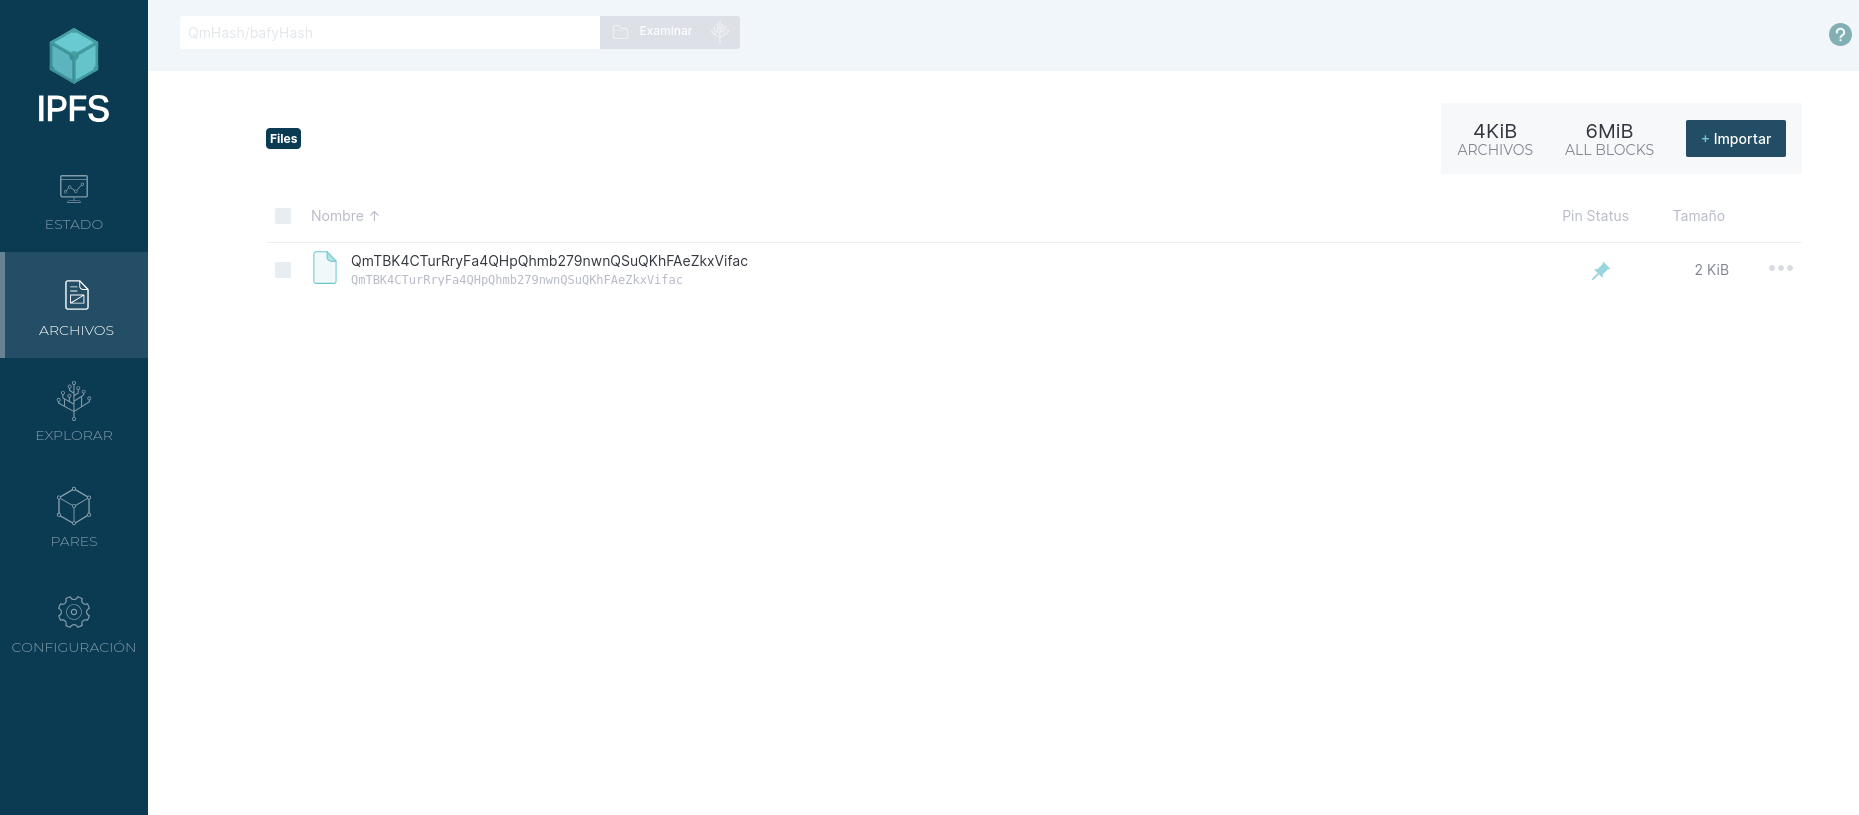 IPFS
ESTADO
ARCHIVOS
EXPLORAR
PARES
CONFIGURACIÓN
QmHash/bafyHash
Examinar
?
Files
4KiB
ARCHIVOS
6MiB
ALL BLOCKS
+ Importar
Nombre ↑
Pin Status
Tamaño
QmTBK4CTurRryFa4QHpQhmb279nwnQSuQKhFAeZkxVifac
QmTBK4CTurRryFa4QHpQhmb279nwnQSuQKhFAeZkxVifac
2 KiB